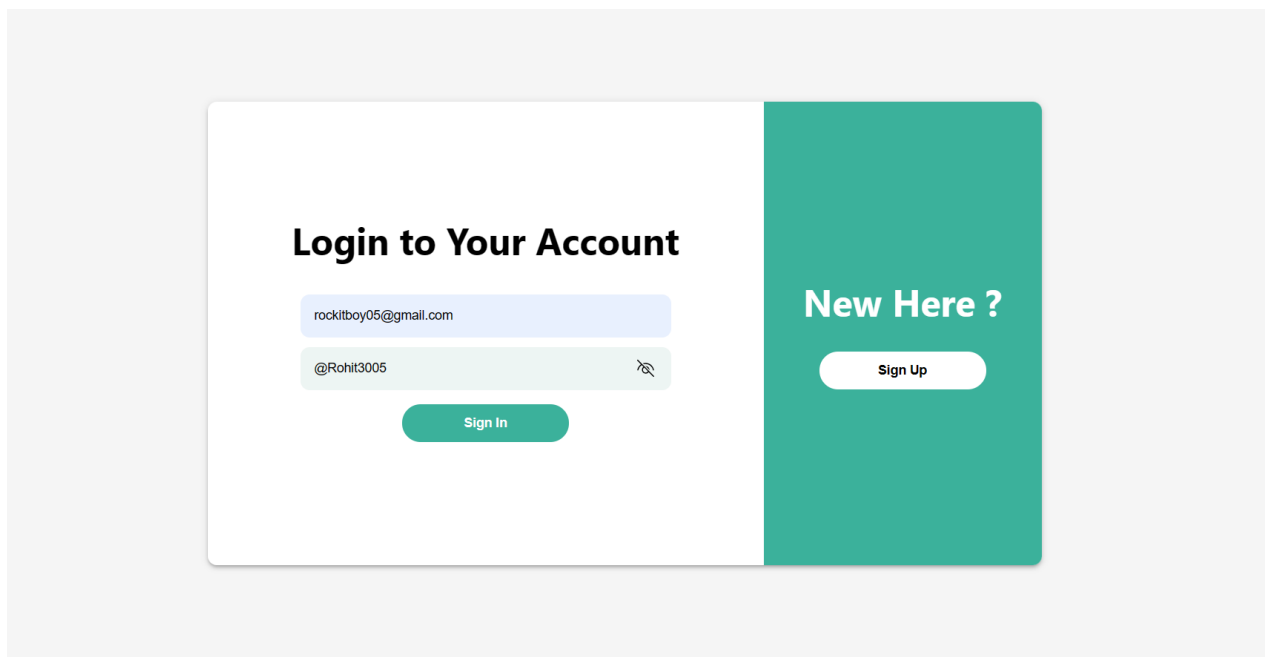 Login to Your Account
rockitboy05@gmail.com
@Rohit3005
Sign In
New Here ?
Sign Up